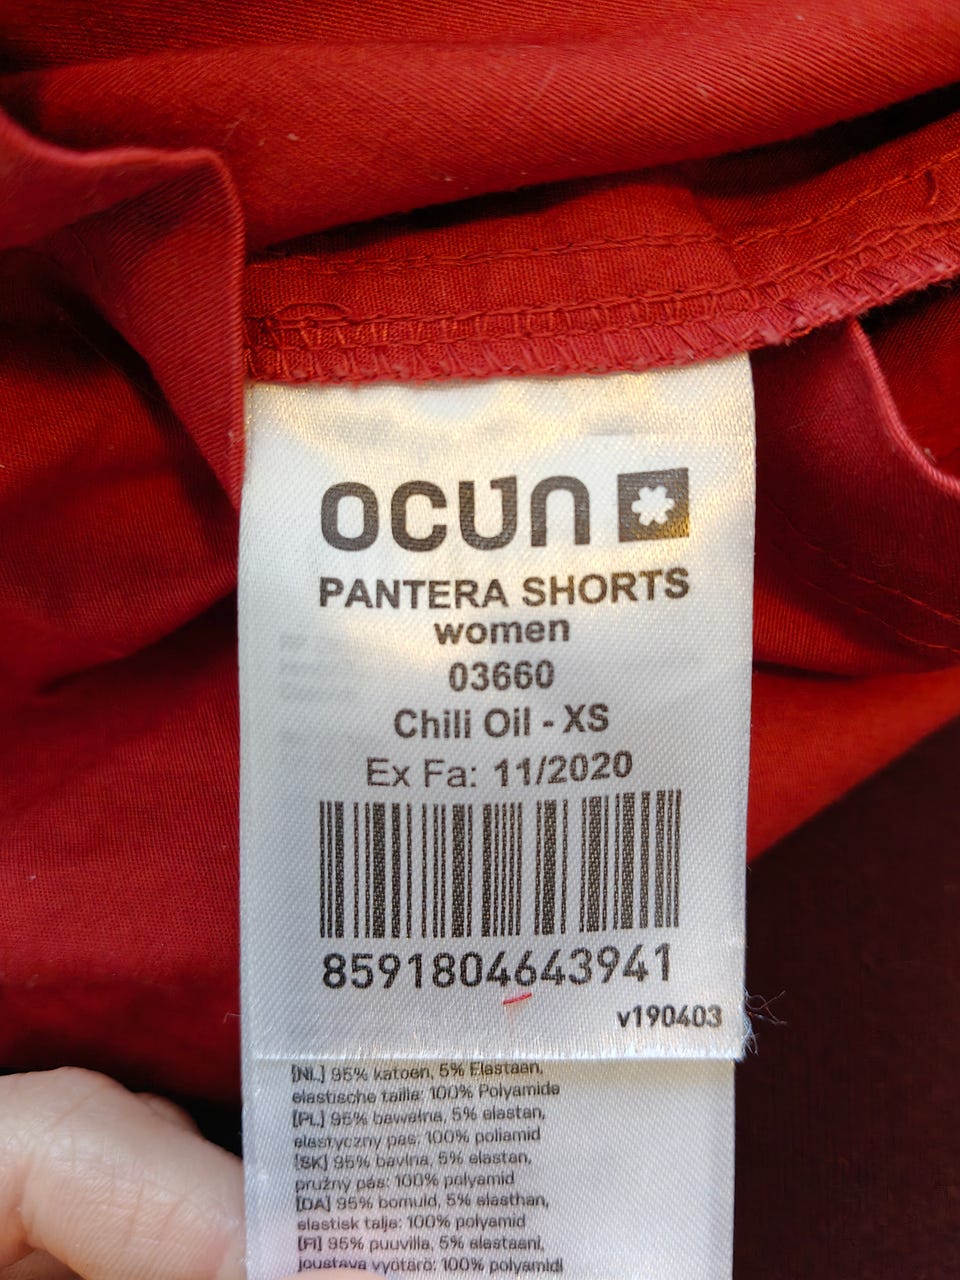 OCUN
PANTERA SHORTS
women
03660
Chili Oil - XS
Ex Fa: 11/2020
8591804643941
v190403
[NL] 95% katoen, 5% Elastaan,
elastische taille: 100% Polyamide
[PL] 95% bawełna, 5% elastan,
elastyczny pas: 100% poliamid
[SK] 95% bavlna, 5% elastan,
pružný pás: 100% polyamid
[DA] 95% bomuld, 5% elasthan,
elastisk talje: 100% polyamid
[FI] 95% puuvilla, 5% elastaani,
joustava vyötärö: 100% polyamidi